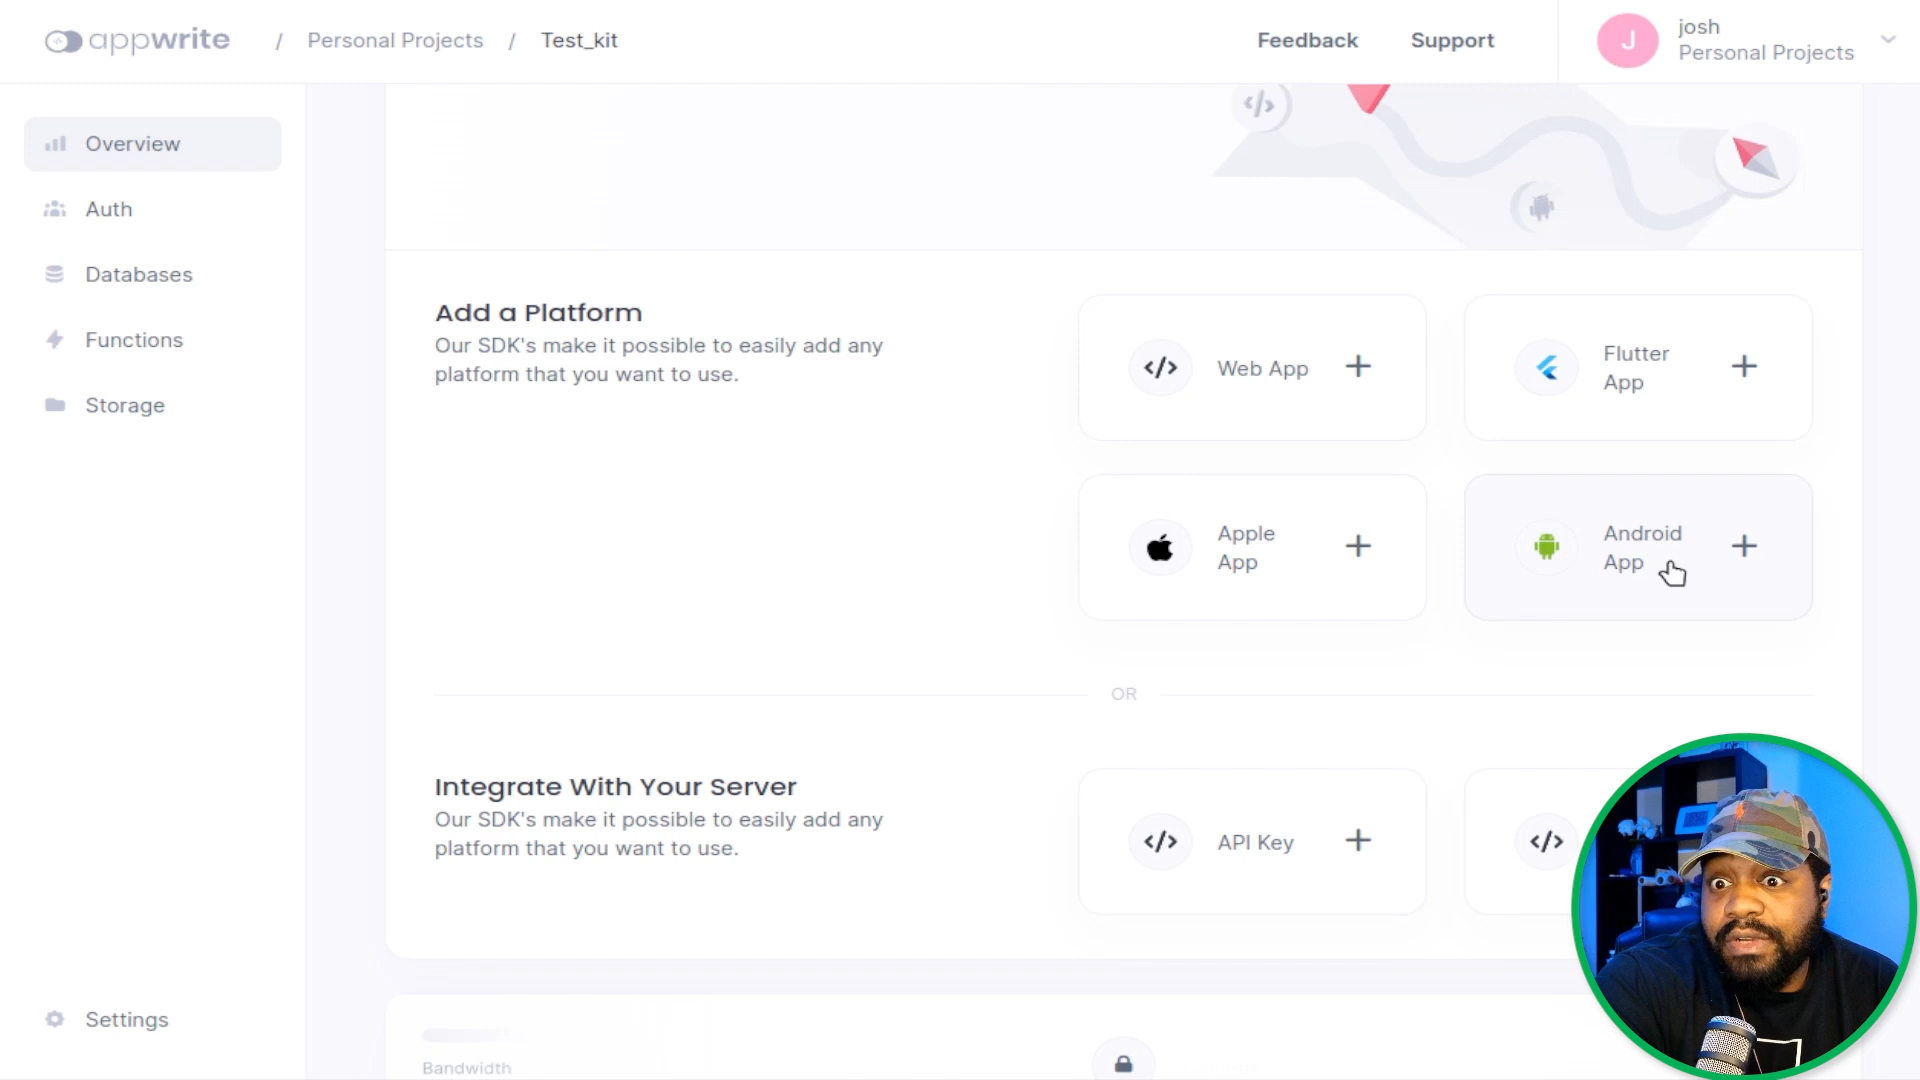 appwrite / Personal Projects / Test_kit
Feedback
Support
J
josh
Personal Projects
Overview
Auth
Databases
Functions
Storage
Settings
Add a Platform
Our SDK's make it possible to easily add any
platform that you want to use.
Web App
Flutter
App
Apple
App
Android
App
OR
Integrate With Your Server
Our SDK's make it possible to easily add any
platform that you want to use.
API Key
Bandwidth